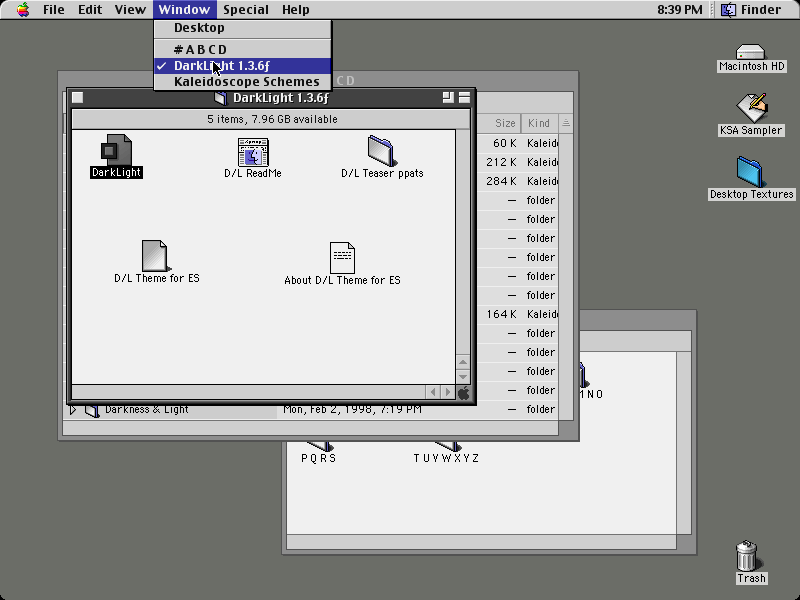 File Edit View Window Special Help 8:39 PM Finder
Desktop
# A B C D
✓ DarkLight 1.3.6ƒ
Kaleidoscope Schemes
C D
DarkLight 1.3.6ƒ
5 items, 7.96 GB available
DarkLight
D/L ReadMe
D/L Teaser ppats
D/L Theme for ES
About D/L Theme for ES
Size Kind
60 K Kaleid
212 K Kaleid
284 K Kaleid
— folder
— folder
— folder
— folder
— folder
— folder
164 K Kaleid
— folder
— folder
— folder
— folder
Darkness & Light Mon, Feb 2, 1998, 7:19 PM — folder
N O
P Q R S
T U V W X Y Z
Macintosh HD
KSA Sampler
Desktop Textures
Trash